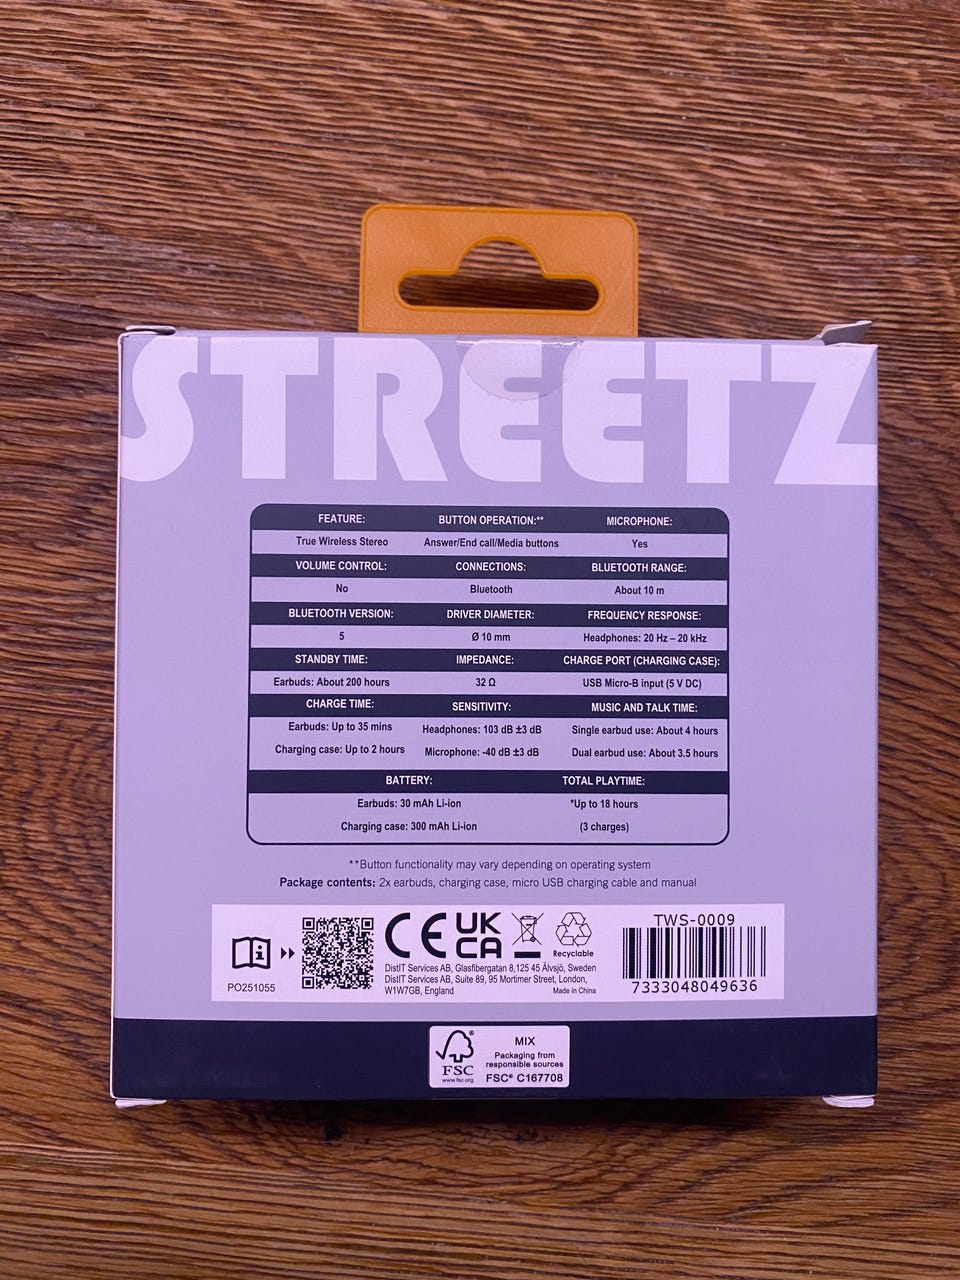 STREETZ
FEATURE: BUTTON OPERATION:** MICROPHONE:
True Wireless Stereo Answer/End call/Media buttons Yes
VOLUME CONTROL: CONNECTIONS: BLUETOOTH RANGE:
No Bluetooth About 10 m
BLUETOOTH VERSION: DRIVER DIAMETER: FREQUENCY RESPONSE:
5 Ø 10 mm Headphones: 20 Hz – 20 kHz
STANDBY TIME: IMPEDANCE: CHARGE PORT (CHARGING CASE):
Earbuds: About 200 hours 32 Ω USB Micro-B input (5 V DC)
CHARGE TIME: SENSITIVITY: MUSIC AND TALK TIME:
Earbuds: Up to 35 mins Headphones: 103 dB ±3 dB Single earbud use: About 4 hours
Charging case: Up to 2 hours Microphone: -40 dB ±3 dB Dual earbud use: About 3.5 hours
BATTERY: TOTAL PLAYTIME:
Earbuds: 30 mAh Li-ion *Up to 18 hours
Charging case: 300 mAh Li-ion (3 charges)
**Button functionality may vary depending on operating system
Package contents: 2x earbuds, charging case, micro USB charging cable and manual
PO251055
CE UK
CA
Recyclable
DistIT Services AB, Glasfibergatan 8,125 45 Älvsjö, Sweden
DistIT Services AB, Suite 89, 95 Mortimer Street, London,
W1W7GB, England Made in China
TWS-0009
7333048049636
FSC
www.fsc.org
MIX
Packaging from
responsible sources
FSC® C167708